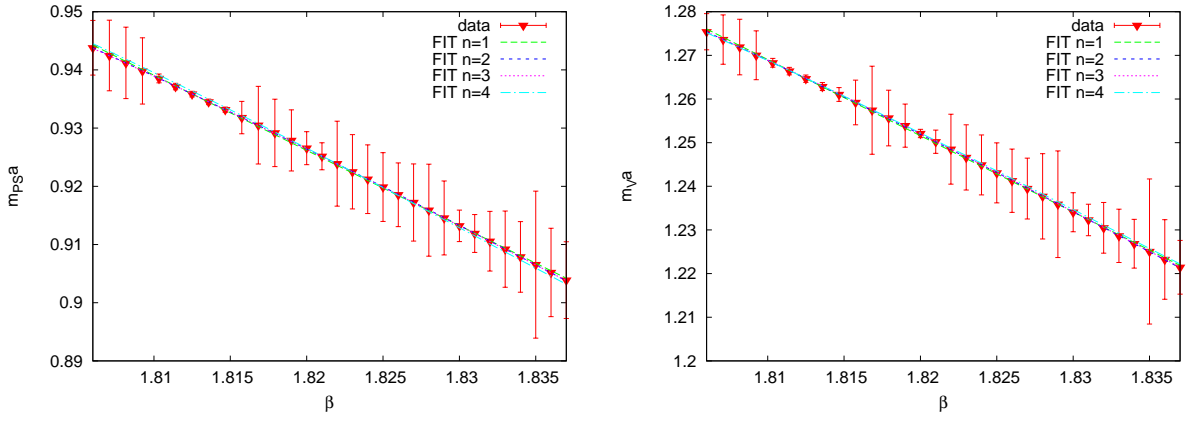 0.95
0.94
0.93
0.92
0.91
0.9
0.89
1.81
1.815
1.82
1.825
1.83
1.835
m_PS a
β
data
FIT n=1
FIT n=2
FIT n=3
FIT n=4
1.28
1.27
1.26
1.25
1.24
1.23
1.22
1.21
1.2
1.81
1.815
1.82
1.825
1.83
1.835
m_V a
β
data
FIT n=1
FIT n=2
FIT n=3
FIT n=4